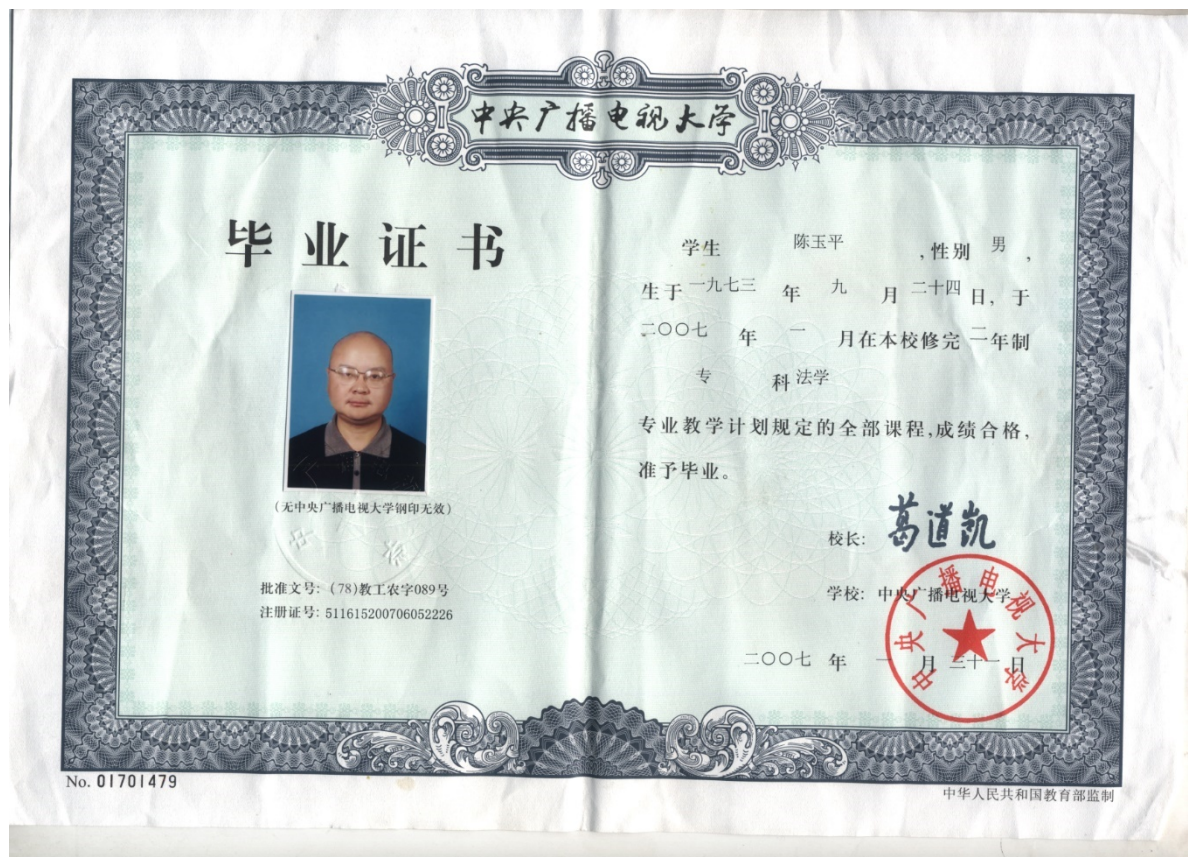 中央广播电视大学
毕业证书
(无中央广播电视大学钢印无效)
批准文号:(78)教工农字089号
注册证号:511615200706052226
No. 01701479
学生 陈玉平 ,性别 男 ,
生于 一九七三 年 九 月 二十四 日,于
二〇〇七 年 一 月在本校修完 二年制
专 科 法学
专业教学计划规定的全部课程,成绩合格,
准予毕业。
校长: 葛道凯
学校:中央广播电视大学
二〇〇七 年 一 月 三十一 日
中央广播电视大学
中华人民共和国教育部监制